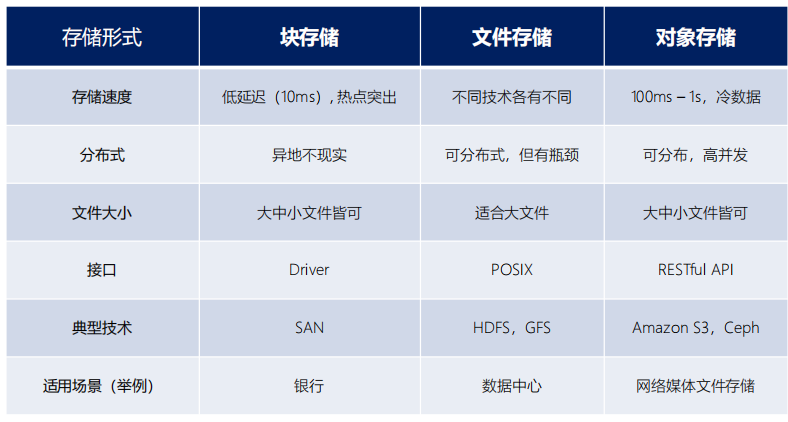 存储形式 块存储 文件存储 对象存储
存储速度 低延迟（10ms）, 热点突出 不同技术各有不同 100ms – 1s，冷数据
分布式 异地不现实 可分布式，但有瓶颈 可分布，高并发
文件大小 大中小文件皆可 适合大文件 大中小文件皆可
接口 Driver POSIX RESTful API
典型技术 SAN HDFS，GFS Amazon S3，Ceph
适用场景（举例） 银行 数据中心 网络媒体文件存储